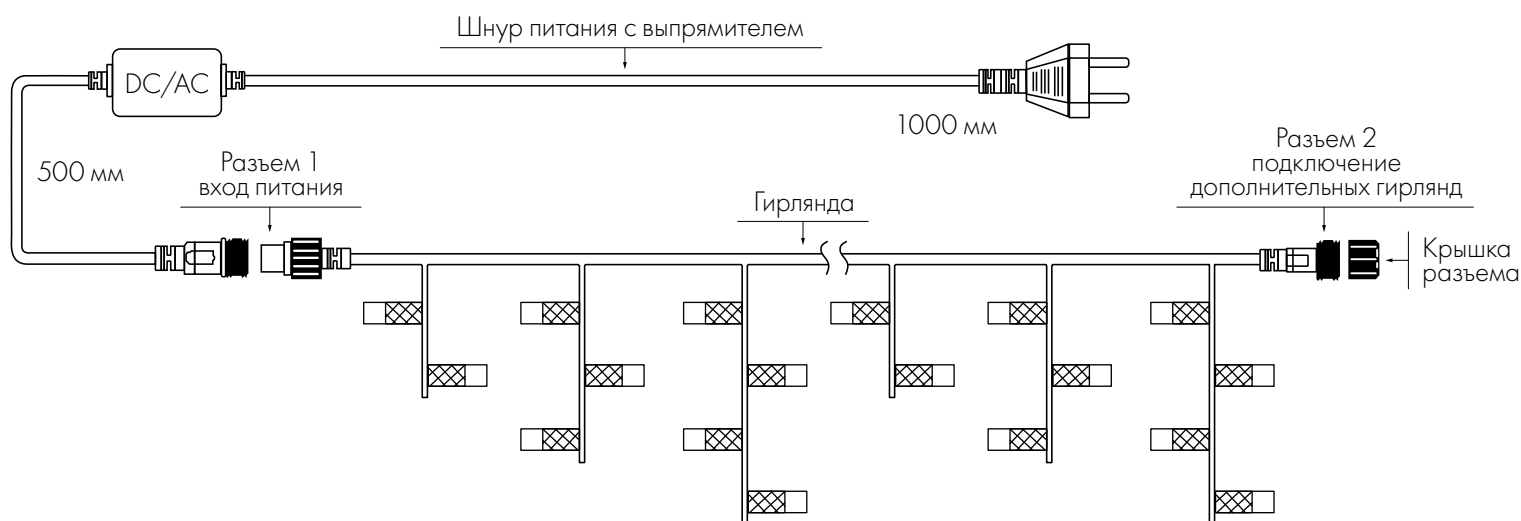 Шнур питания с выпрямителем
DC/AC
1000 мм
500 мм
Разъем 1
вход питания
Гирлянда
Разъем 2
подключение
дополнительных гирлянд
Крышка
разъема